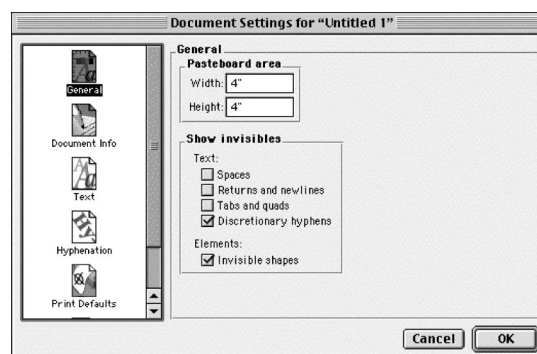 Document Settings for “Untitled 1”
General
Document Info
Text
Hyphenation
Print Defaults
General
Pasteboard area
Width: 4"
Height: 4"
Show invisibles
Text:
Spaces
Returns and newlines
Tabs and quads
Discretionary hyphens
Elements:
Invisible shapes
Cancel
OK